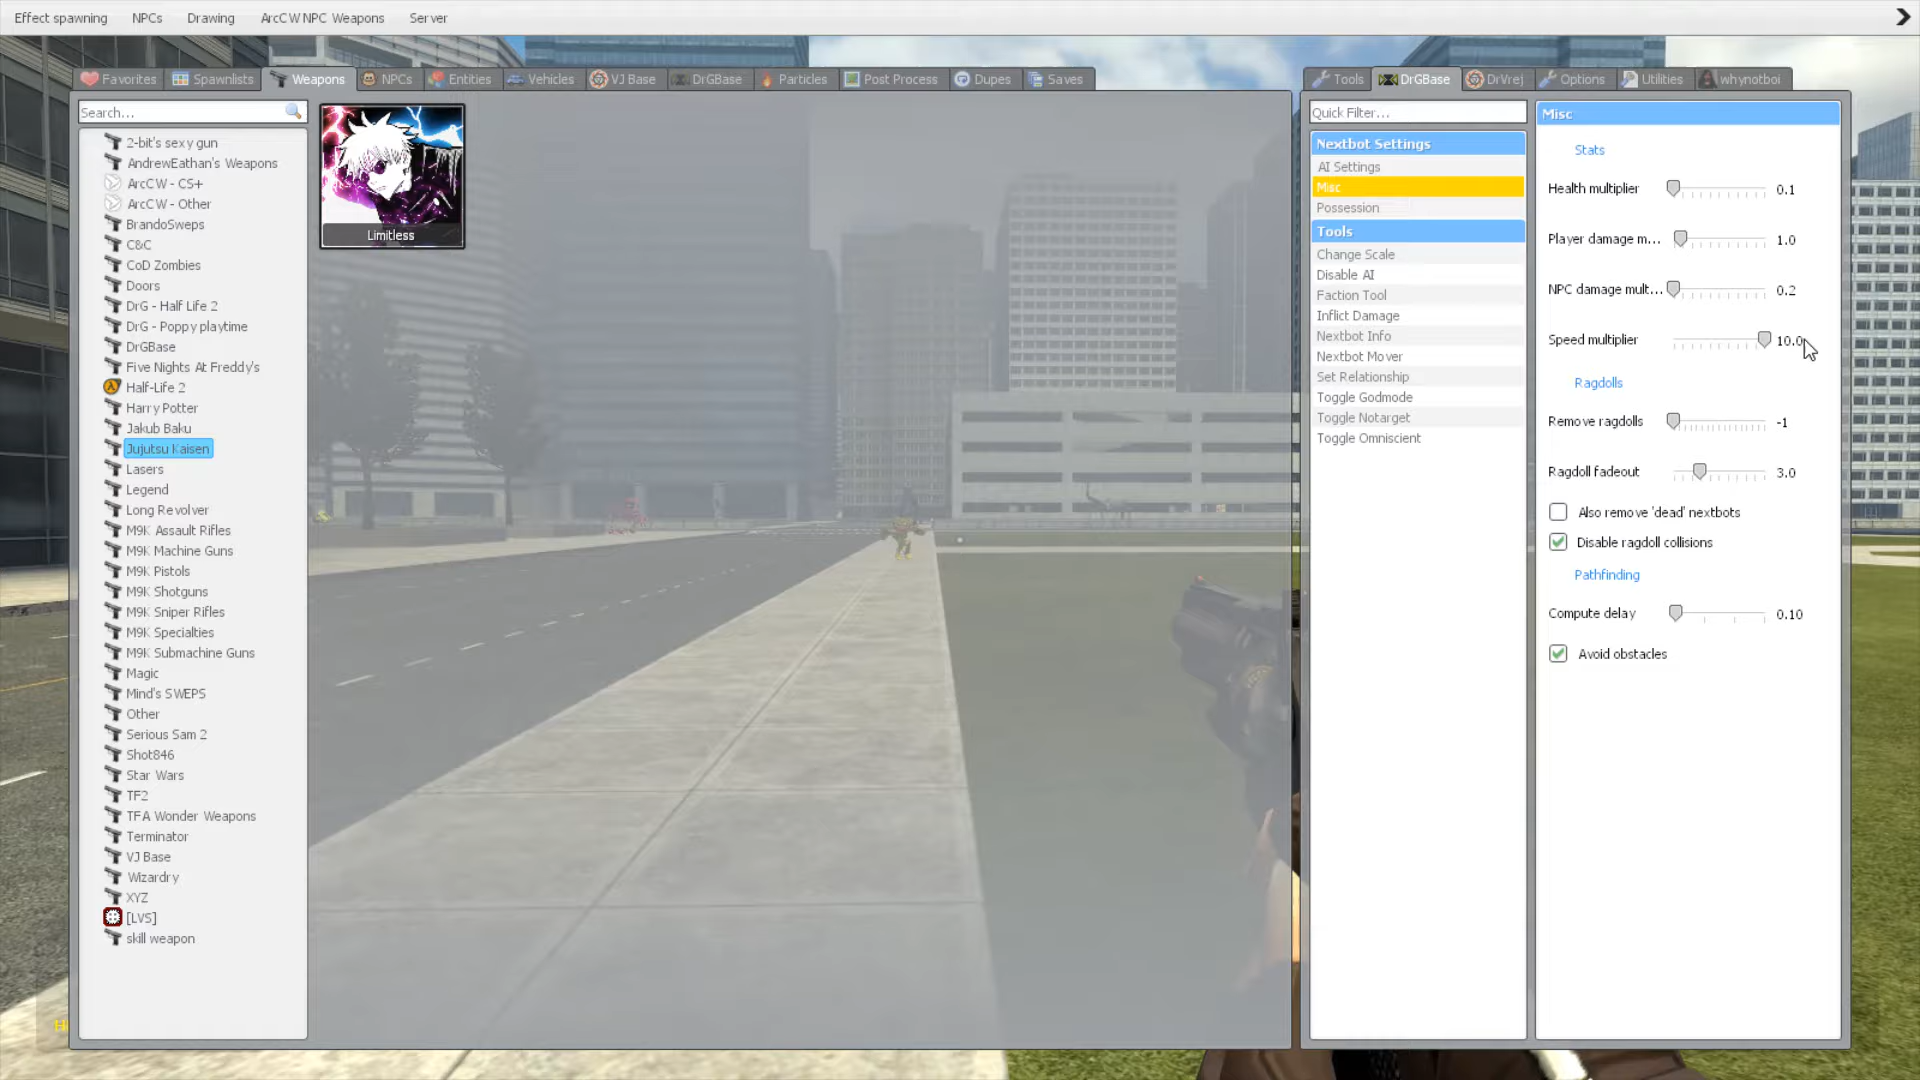 Effect spawning NPCs Drawing ArcCW NPC Weapons Server
Favorites Spawnlists Weapons NPCs Entities Vehicles VJ Base DrGBase Particles Post Process Dupes Saves
Search...
2-bit's sexy gun
AndrewEathan's Weapons
ArcCW - CS+
ArcCW - Other
BrandoSweps
C&C
CoD Zombies
Doors
DrG - Half Life 2
DrG - Poppy playtime
DrGBase
Five Nights At Freddy's
Half-Life 2
Harry Potter
Jakub Baku
Jujutsu Kaisen
Lasers
Legend
Long Revolver
M9K Assault Rifles
M9K Machine Guns
M9K Pistols
M9K Shotguns
M9K Sniper Rifles
M9K Specialties
M9K Submachine Guns
Magic
Mind's SWEPS
Other
Serious Sam 2
Shot846
Star Wars
TF2
TFA Wonder Weapons
Terminator
VJ Base
Wizardry
XYZ
[LVS]
skill weapon
Limitless
Tools DrGBase DrVrej Options Utilities whynotboi
Quick Filter...
Nextbot Settings
AI Settings
Misc
Possession
Tools
Change Scale
Disable AI
Faction Tool
Inflict Damage
Nextbot Info
Nextbot Mover
Set Relationship
Toggle Godmode
Toggle Notarget
Toggle Omniscient
Misc
Stats
Health multiplier 0.1
Player damage m... 1.0
NPC damage mult... 0.2
Speed multiplier 10.0
Ragdolls
Remove ragdolls -1
Ragdoll fadeout 3.0
Also remove 'dead' nextbots
Disable ragdoll collisions
Pathfinding
Compute delay 0.10
Avoid obstacles